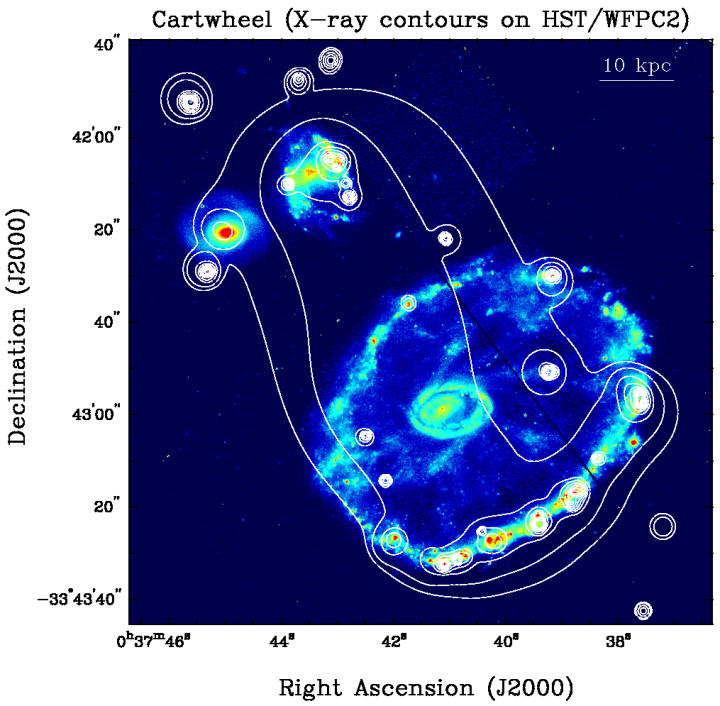 Cartwheel (X-ray contours on HST/WFPC2)
10 kpc
40"
42'00"
20"
40"
43'00"
20"
-33°43'40"
0ʰ37ᵐ46ˢ
44ˢ
42ˢ
40ˢ
38ˢ
Declination (J2000)
Right Ascension (J2000)